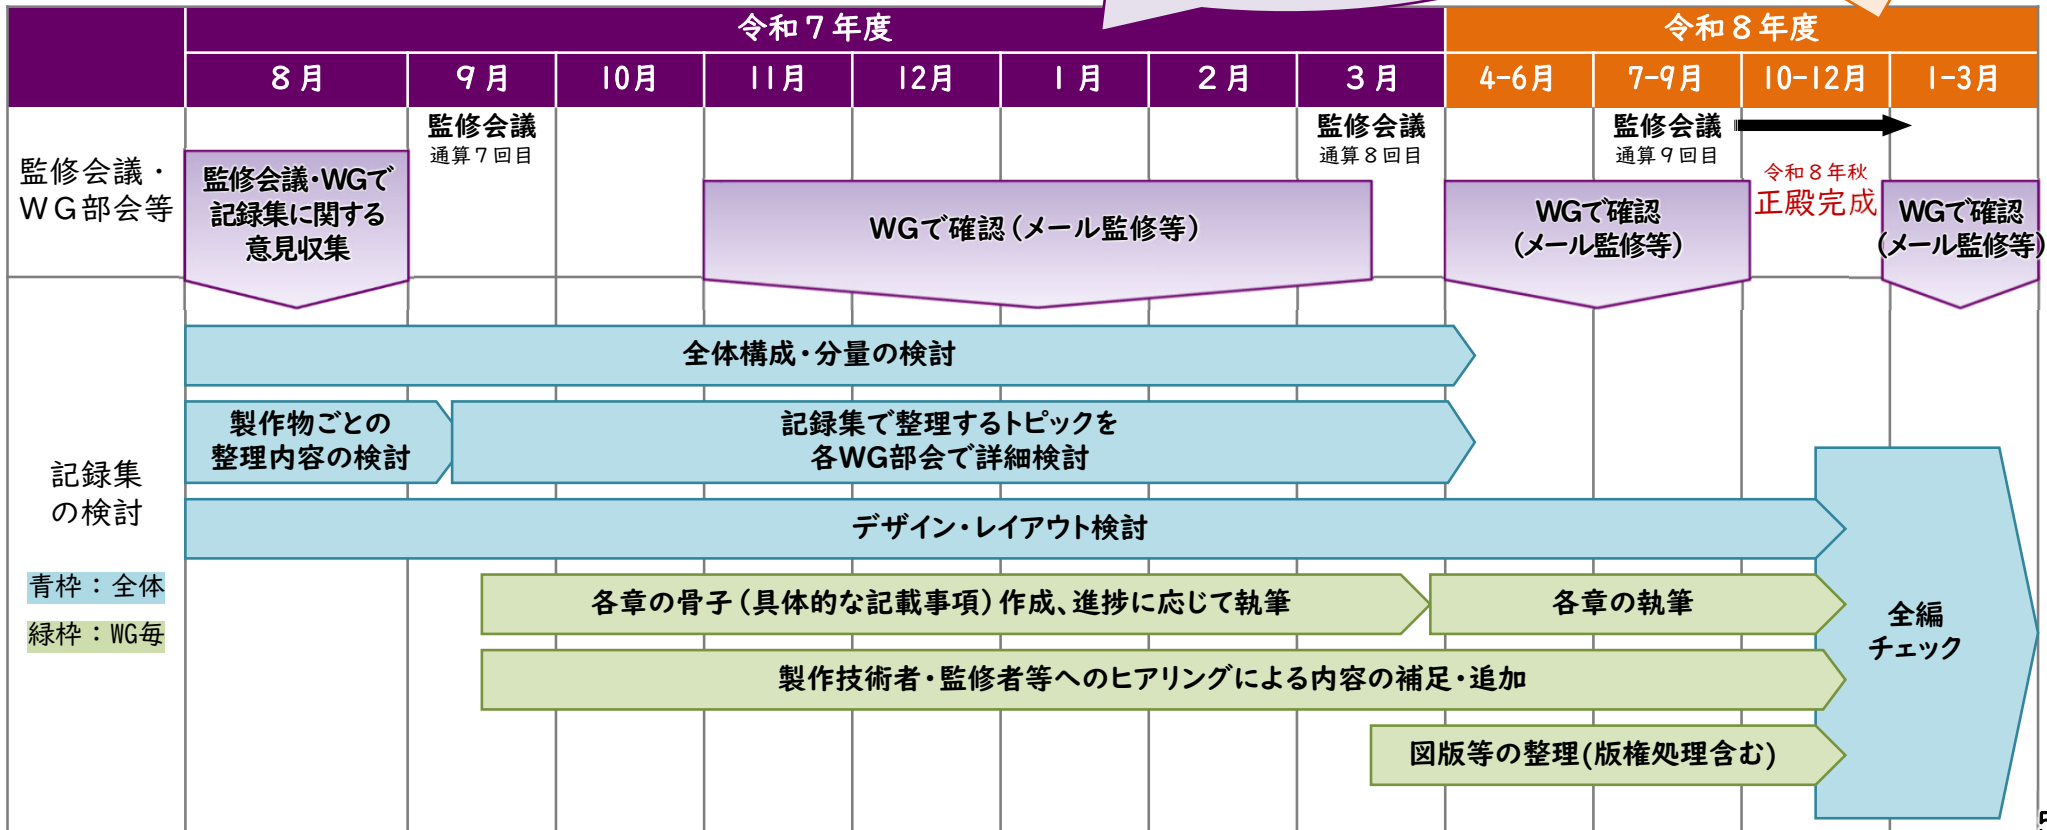 令和７年度
令和８年度
８月
９月
10月
11月
12月
１月
２月
３月
4-6月
7-9月
10-12月
1-3月
監修会議・
ＷＧ部会等
監修会議・WGで
記録集に関する
意見収集
監修会議
通算７回目
WGで確認（メール監修等）
監修会議
通算８回目
監修会議
通算９回目
WGで確認
（メール監修等）
令和８年秋
正殿完成
WGで確認
（メール監修等）
記録集
の検討
青枠：全体
緑枠：WG毎
全体構成・分量の検討
製作物ごとの
整理内容の検討
記録集で整理するトピックを
各WG部会で詳細検討
デザイン・レイアウト検討
各章の骨子（具体的な記載事項）作成、進捗に応じて執筆
各章の執筆
製作技術者・監修者等へのヒアリングによる内容の補足・追加
図版等の整理(版権処理含む)
全編
チェック